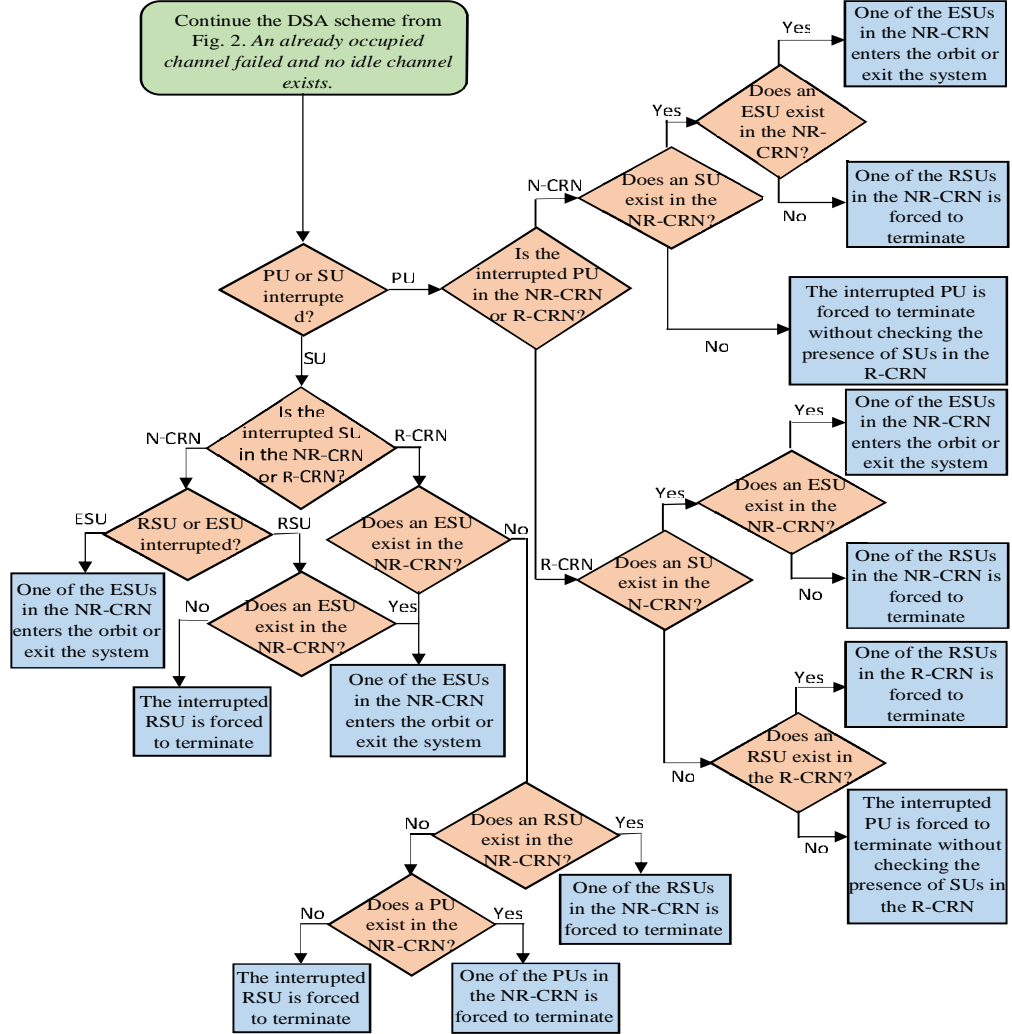 Continue the DSA scheme from
Fig. 2. An already occupied
channel failed and no idle channel
exists.
PU or SU
interrupte
d?
PU
SU
Is the
interrupted PU
in the NR-CRN
or R-CRN?
N-CRN
Does an SU
exist in the
NR-CRN?
Yes
Does an
ESU exist
in the NR-
CRN?
Yes
One of the ESUs
in the NR-CRN
enters the orbit or
exit the system
No
One of the RSUs
in the NR-CRN is
forced to
terminate
No
The interrupted PU is
forced to terminate
without checking the
presence of SUs in the
R-CRN
R-CRN
Does an SU
exist in the
N-CRN?
Yes
Does an ESU
exist in the
NR-CRN?
Yes
One of the ESUs
in the NR-CRN
enters the orbit or
exit the system
No
One of the RSUs
in the NR-CRN is
forced to
terminate
No
Does an
RSU exist in
the R-CRN?
Yes
One of the RSUs
in the R-CRN is
forced to
terminate
No
The interrupted
PU is forced to
terminate without
checking the
presence of SUs in
the R-CRN
Is the
interrupted SU
in the NR-CRN
or R-CRN?
N-CRN
R-CRN
RSU or ESU
interrupted?
ESU
RSU
One of the ESUs
in the NR-CRN
enters the orbit or
exit the system
Does an ESU
exist in the
NR-CRN?
No
Yes
The interrupted
RSU is forced
to terminate
Does an ESU
exist in the
NR-CRN?
No
One of the ESUs
in the NR-CRN
enters the orbit or
exit the system
Does an RSU
exist in the
NR-CRN?
No
Yes
One of the RSUs
in the NR-CRN is
forced to terminate
Does a PU
exist in the
NR-CRN?
No
Yes
The interrupted
RSU is forced
to terminate
One of the PUs in
the NR-CRN is
forced to terminate